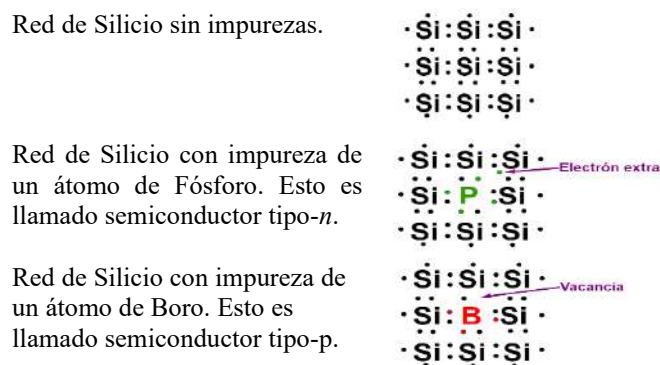 Red de Silicio sin impurezas.
·Si:Si:Si·
·Si:Si:Si·
·Si:Si:Si·
Red de Silicio con impureza de
un átomo de Fósforo. Esto es
llamado semiconductor tipo-n.
·Si:Si:Si·
Electrón extra
·Si:P:Si·
·Si:Si:Si·
Red de Silicio con impureza de
un átomo de Boro. Esto es
llamado semiconductor tipo-p.
·Si:Si:Si·
Vacancia
·Si:B:Si·
·Si:Si:Si·